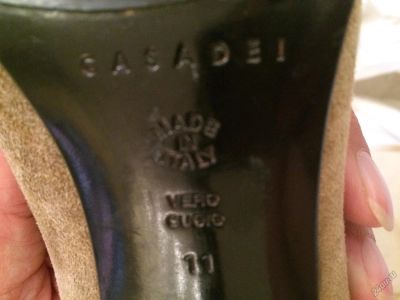 CASADEI
MADE
IN
ITALY
VERO
CUOIO
11